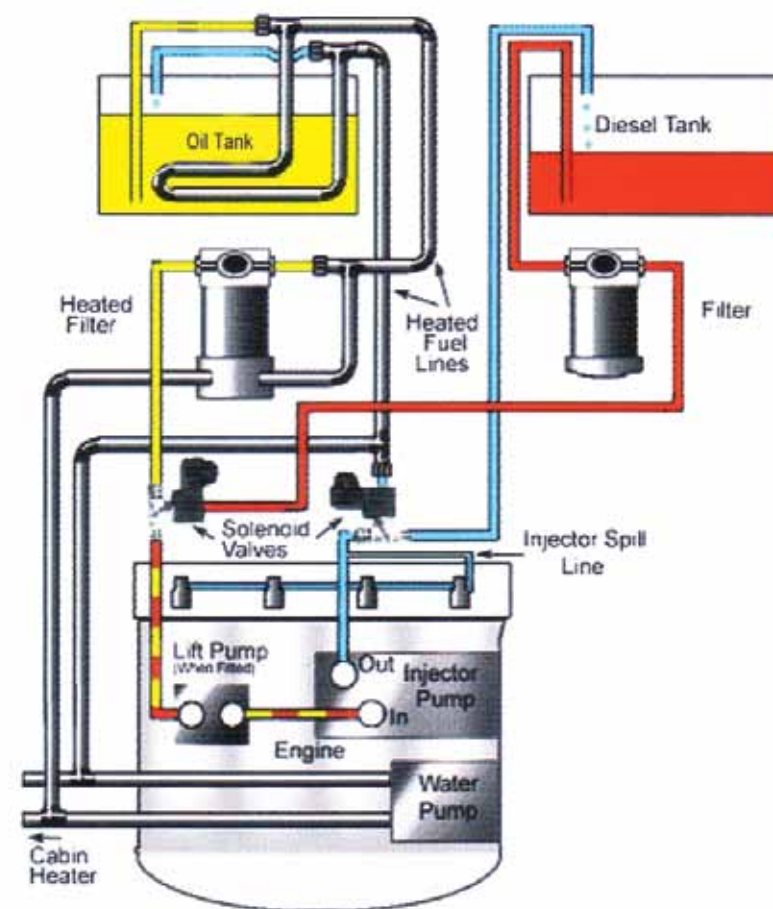 Oil Tank
Diesel Tank
Heated
Filter
Heated
Fuel
Lines
Filter
Solenoid
Valves
Injector Spill
Line
Lift Pump
(When Fitted)
Out
Injector
Pump
In
Engine
Water
Pump
Cabin
Heater